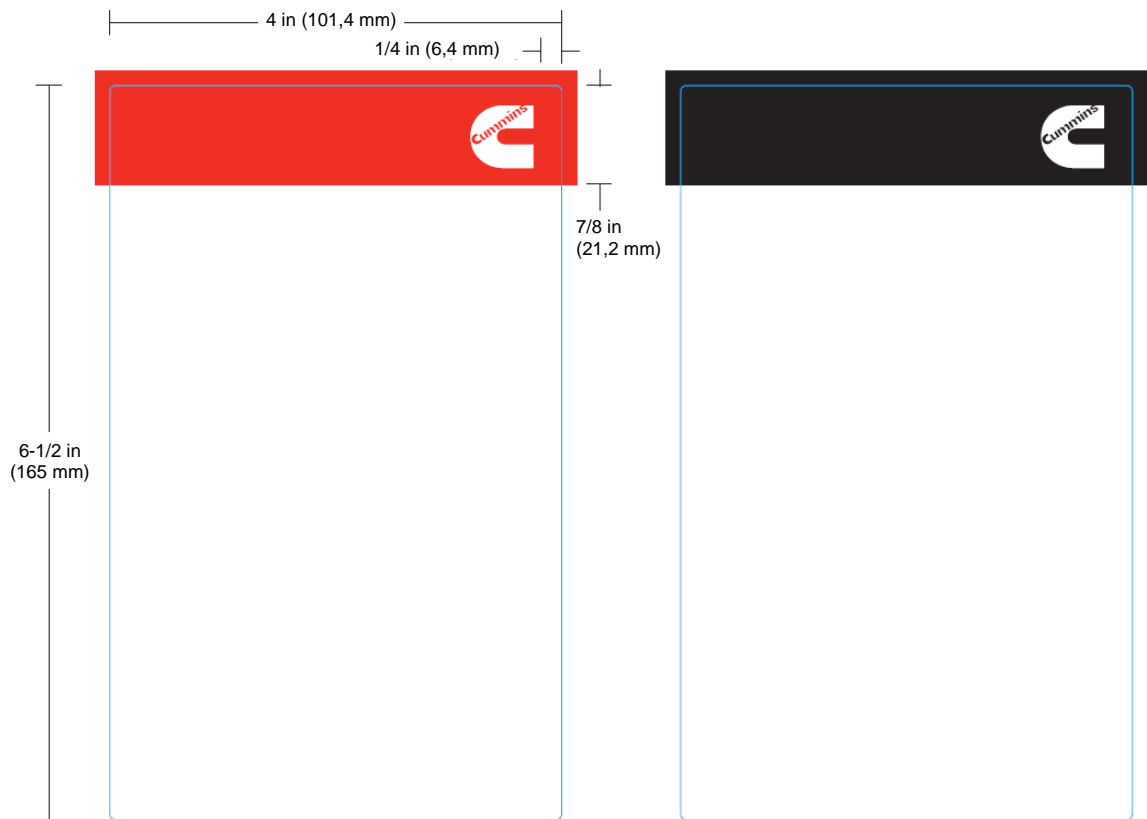 4 in (101,4 mm)
1/4 in (6,4 mm)
Cummins
Cummins
7/8 in
(21,2 mm)
6-1/2 in
(165 mm)